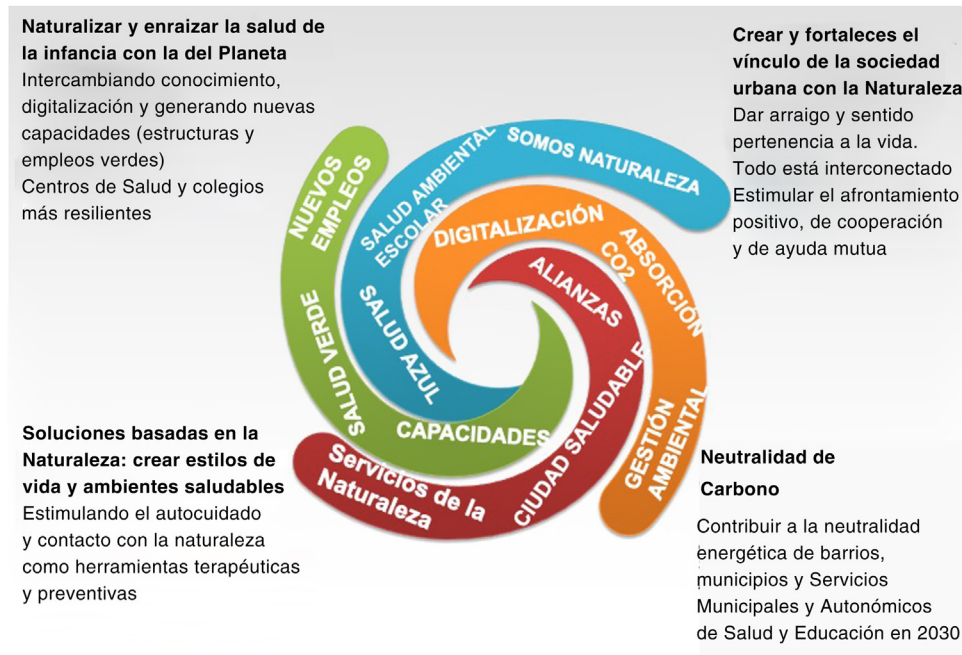 Naturalizar y enraizar la salud de
la infancia con la del Planeta
Intercambiando conocimiento,
digitalización y generando nuevas
capacidades (estructuras y
empleos verdes)
Centros de Salud y colegios
más resilientes
Crear y fortaleces el
vínculo de la sociedad
urbana con la Naturaleza
Dar arraigo y sentido
pertenencia a la vida.
Todo está interconectado
Estimular el afrontamiento
positivo, de cooperación
y de ayuda mutua
NUEVOS
EMPLEOS
SALUD VERDE
CAPACIDADES
SOMOS NATURALEZA
SALUD AMBIENTAL
ESCOLAR
SALUD AZUL
DIGITALIZACIÓN
ABSORCIÓN
CO2
GESTIÓN
AMBIENTAL
ALIANZAS
CIUDAD SALUDABLE
Servicios de la
Naturaleza
Soluciones basadas en la
Naturaleza: crear estilos de
vida y ambientes saludables
Estimulando el autocuidado
y contacto con la naturaleza
como herramientas terapéuticas
y preventivas
Neutralidad de
Carbono
Contribuir a la neutralidad
energética de barrios,
municipios y Servicios
Municipales y Autonómicos
de Salud y Educación en 2030